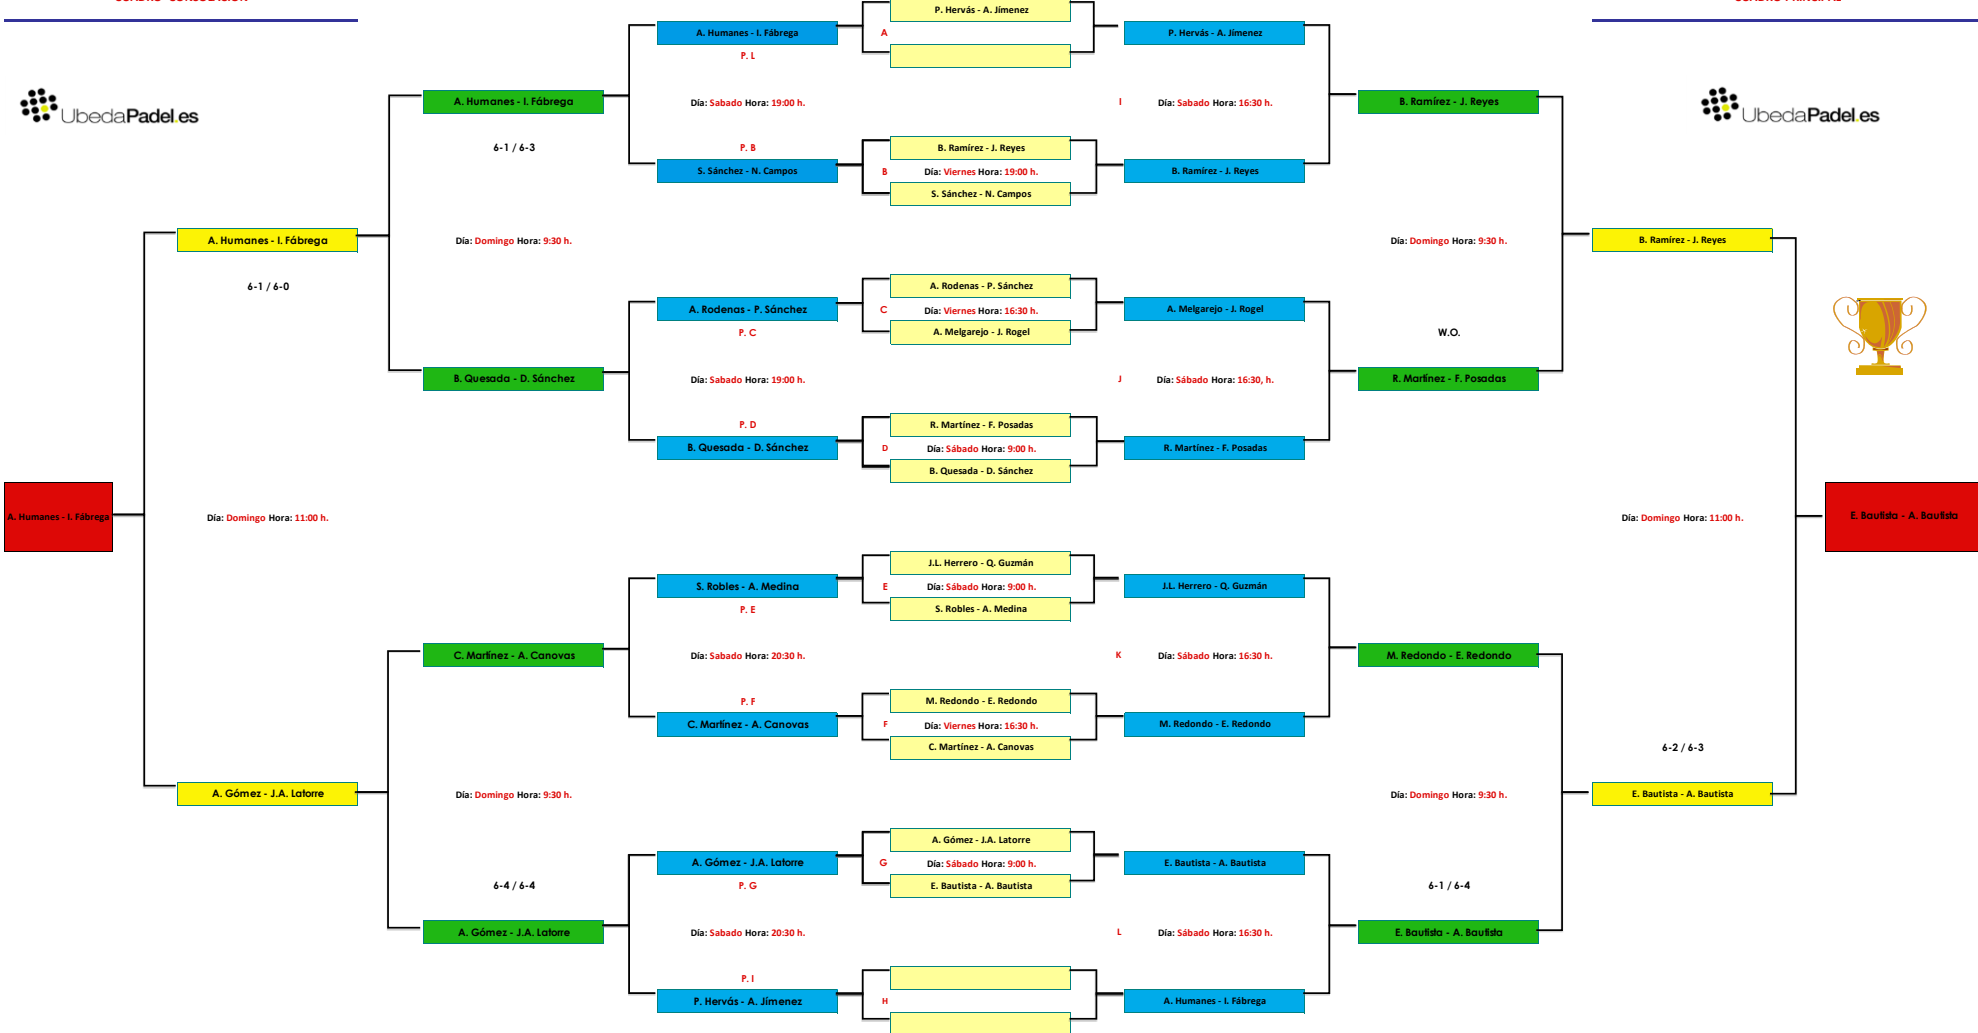 P. Hervás - A. Jímenez
A. Humanes - I. Fábrega
A
P. Hervás - A. Jímenez
P. L
UbedaPadel.es
A. Humanes - I. Fábrega
Día: Sabado Hora: 19:00 h.
I
Día: Sabado Hora: 16:30 h.
B. Ramírez - J. Reyes
UbedaPadel.es
6-1 / 6-3
P. B
B. Ramírez - J. Reyes
S. Sánchez - N. Campos
B
Día: Viernes Hora: 19:00 h.
B. Ramírez - J. Reyes
S. Sánchez - N. Campos
A. Humanes - I. Fábrega
Día: Domingo Hora: 9:30 h.
Día: Domingo Hora: 9:30 h.
B. Ramírez - J. Reyes
6-1 / 6-0
A. Rodenas - P. Sánchez
A. Rodenas - P. Sánchez
C
Día: Viernes Hora: 16:30 h.
A. Melgarejo - J. Rogel
P. C
A. Melgarejo - J. Rogel
W.O.
B. Quesada - D. Sánchez
Día: Sabado Hora: 19:00 h.
J
Día: Sábado Hora: 16:30, h.
R. Martínez - F. Posadas
P. D
R. Martínez - F. Posadas
B. Quesada - D. Sánchez
D
Día: Sábado Hora: 9:00 h.
R. Martínez - F. Posadas
B. Quesada - D. Sánchez
A. Humanes - I. Fábrega
Día: Domingo Hora: 11:00 h.
Día: Domingo Hora: 11:00 h.
E. Bautista - A. Bautista
J.L. Herrero - Q. Guzmán
S. Robles - A. Medina
E
Día: Sábado Hora: 9:00 h.
J.L. Herrero - Q. Guzmán
P. E
S. Robles - A. Medina
C. Martínez - A. Canovas
Día: Sabado Hora: 20:30 h.
K
Día: Sábado Hora: 16:30 h.
M. Redondo - E. Redondo
P. F
M. Redondo - E. Redondo
C. Martínez - A. Canovas
F
Día: Viernes Hora: 16:30 h.
M. Redondo - E. Redondo
C. Martínez - A. Canovas
6-2 / 6-3
A. Gómez - J.A. Latorre
Día: Domingo Hora: 9:30 h.
Día: Domingo Hora: 9:30 h.
E. Bautista - A. Bautista
A. Gómez - J.A. Latorre
A. Gómez - J.A. Latorre
G
Día: Sábado Hora: 9:00 h.
E. Bautista - A. Bautista
6-4 / 6-4
P. G
E. Bautista - A. Bautista
6-1 / 6-4
A. Gómez - J.A. Latorre
Día: Sabado Hora: 20:30 h.
L
Día: Sábado Hora: 16:30 h.
E. Bautista - A. Bautista
P. I
P. Hervás - A. Jímenez
H
A. Humanes - I. Fábrega